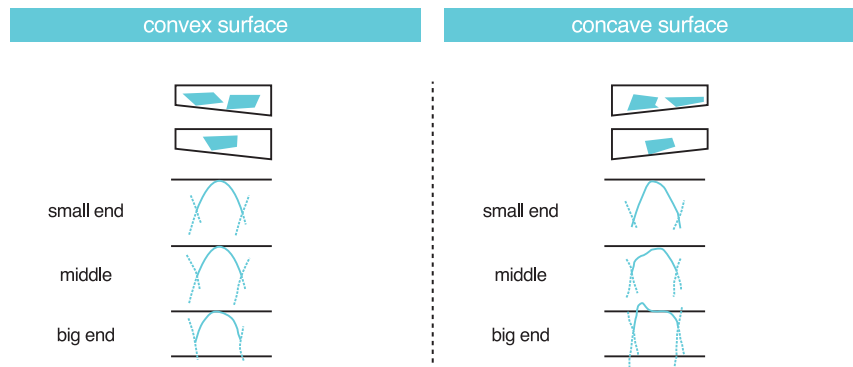 convex surface
concave surface
small end
small end
middle
middle
big end
big end